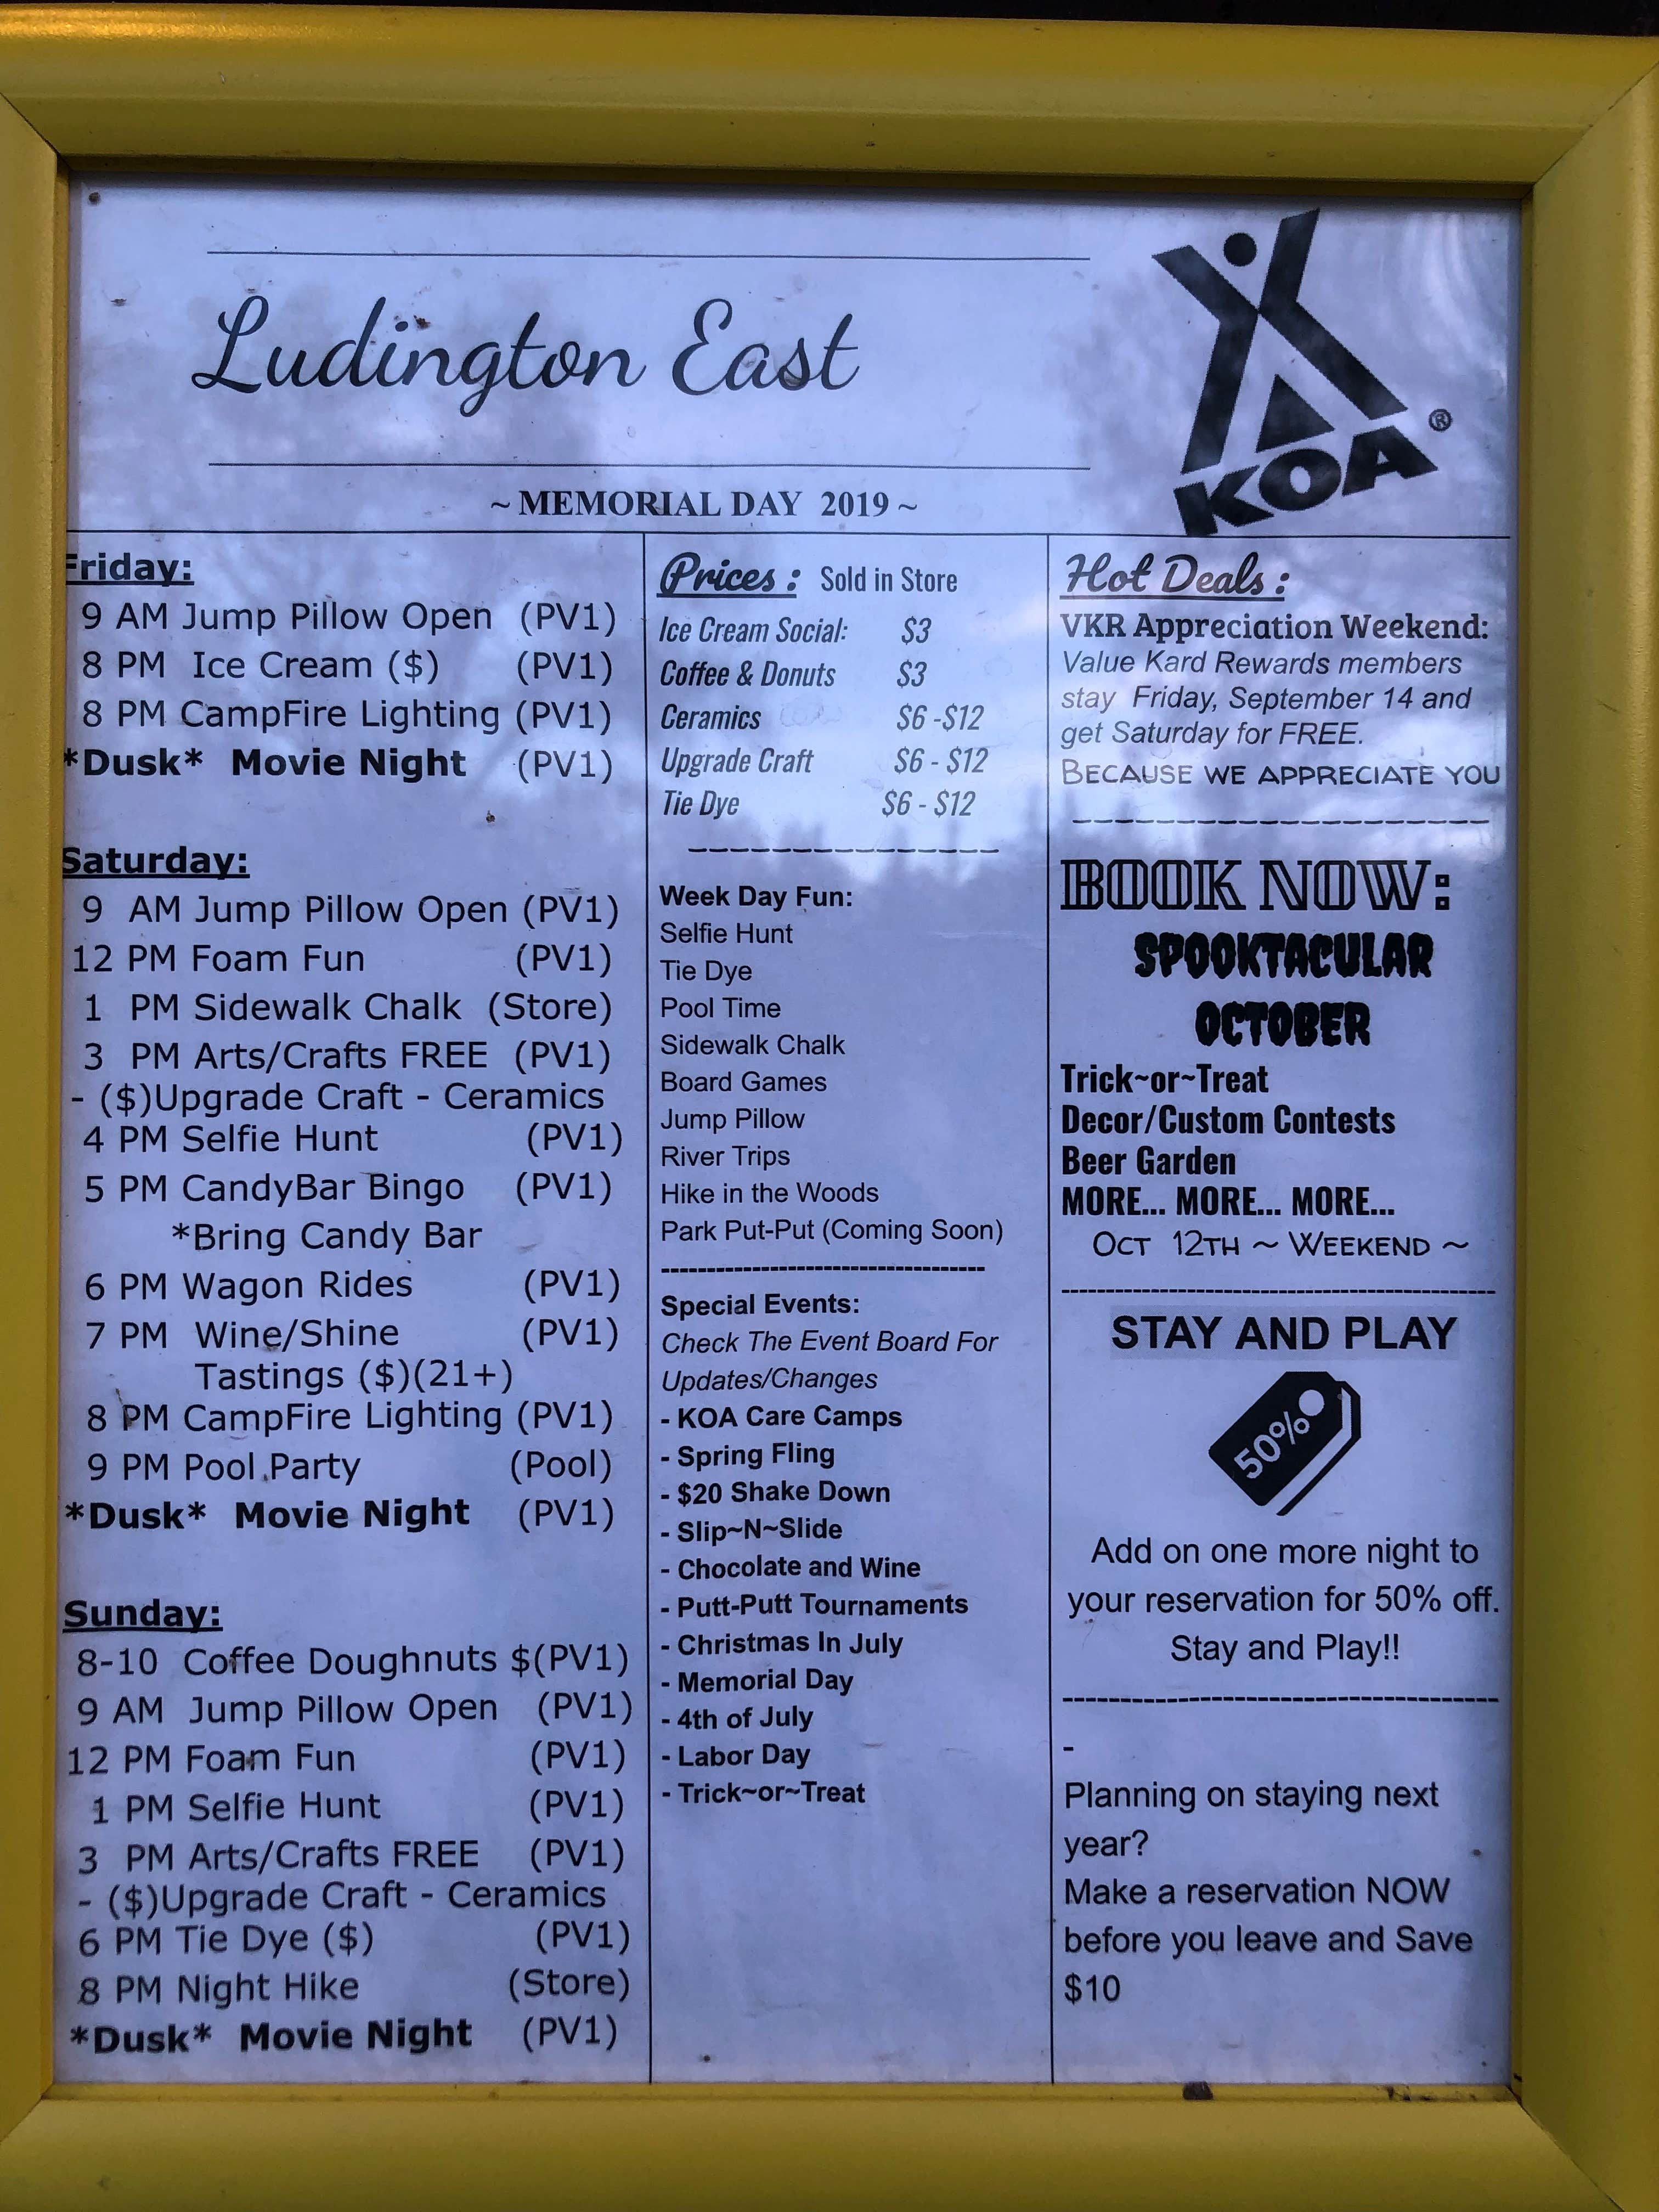 Ludington East
KOA®
~ MEMORIAL DAY 2019 ~
Friday:
9 AM Jump Pillow Open (PV1)
8 PM Ice Cream ($) (PV1)
8 PM CampFire Lighting (PV1)
*Dusk* Movie Night (PV1)
Saturday:
9 AM Jump Pillow Open (PV1)
12 PM Foam Fun (PV1)
1 PM Sidewalk Chalk (Store)
3 PM Arts/Crafts FREE (PV1)
- ($)Upgrade Craft - Ceramics
4 PM Selfie Hunt (PV1)
5 PM CandyBar Bingo (PV1)
*Bring Candy Bar
6 PM Wagon Rides (PV1)
7 PM Wine/Shine (PV1)
Tastings ($)(21+)
8 PM CampFire Lighting (PV1)
9 PM Pool Party (Pool)
*Dusk* Movie Night (PV1)
Sunday:
8-10 Coffee Doughnuts $(PV1)
9 AM Jump Pillow Open (PV1)
12 PM Foam Fun (PV1)
1 PM Selfie Hunt (PV1)
3 PM Arts/Crafts FREE (PV1)
- ($)Upgrade Craft - Ceramics
6 PM Tie Dye ($) (PV1)
8 PM Night Hike (Store)
*Dusk* Movie Night (PV1)
Prices: Sold in Store
Ice Cream Social: $3
Coffee & Donuts $3
Ceramics $6 -$12
Upgrade Craft $6 - $12
Tie Dye $6 - $12
Week Day Fun:
Selfie Hunt
Tie Dye
Pool Time
Sidewalk Chalk
Board Games
Jump Pillow
River Trips
Hike in the Woods
Park Put-Put (Coming Soon)
Special Events:
Check The Event Board For
Updates/Changes
- KOA Care Camps
- Spring Fling
- $20 Shake Down
- Slip~N~Slide
- Chocolate and Wine
- Putt-Putt Tournaments
- Christmas In July
- Memorial Day
- 4th of July
- Labor Day
- Trick~or~Treat
Hot Deals:
VKR Appreciation Weekend:
Value Kard Rewards members
stay Friday, September 14 and
get Saturday for FREE.
BECAUSE WE APPRECIATE YOU
BOOK NOW:
SPOOKTACULAR
OCTOBER
Trick~or~Treat
Decor/Custom Contests
Beer Garden
MORE... MORE... MORE...
OCT 12TH ~ WEEKEND ~
STAY AND PLAY
50%
Add on one more night to
your reservation for 50% off.
Stay and Play!!
-
Planning on staying next
year?
Make a reservation NOW
before you leave and Save
$10